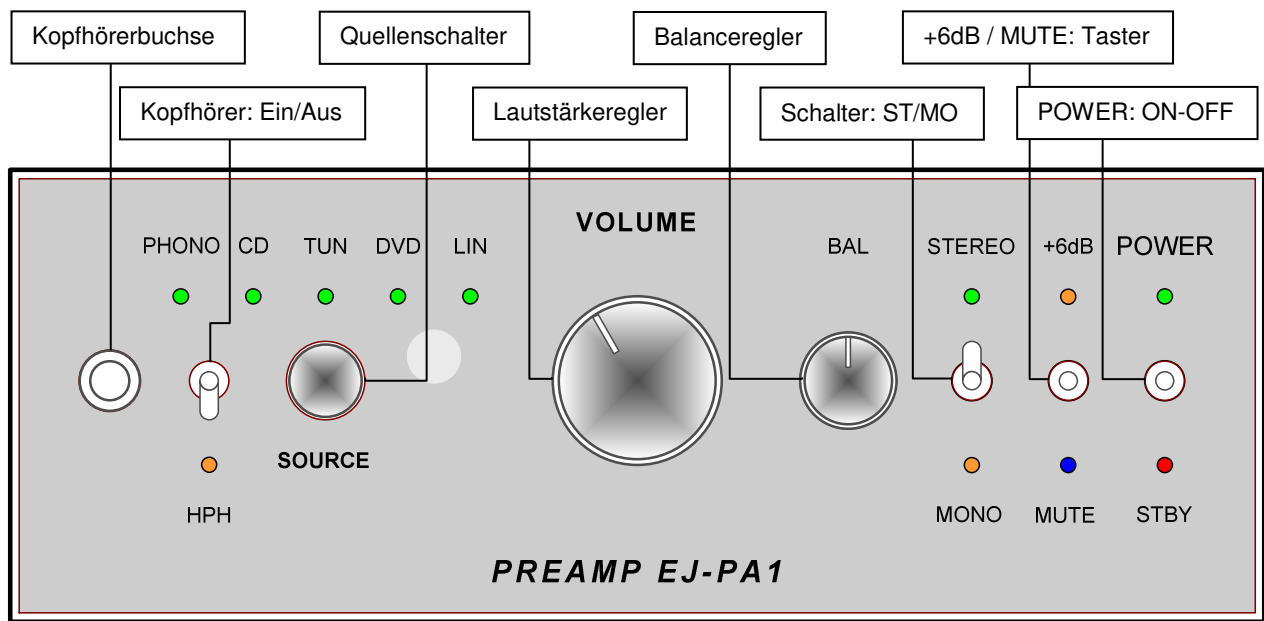 Kopfhörerbuchse
Quellenschalter
Balanceregler
+6dB / MUTE: Taster
Kopfhörer: Ein/Aus
Lautstärkeregler
Schalter: ST/MO
POWER: ON-OFF
VOLUME
PHONO CD TUN DVD LIN
BAL
STEREO
+6dB
POWER
SOURCE
HPH
MONO
MUTE
STBY
PREAMP EJ-PA1